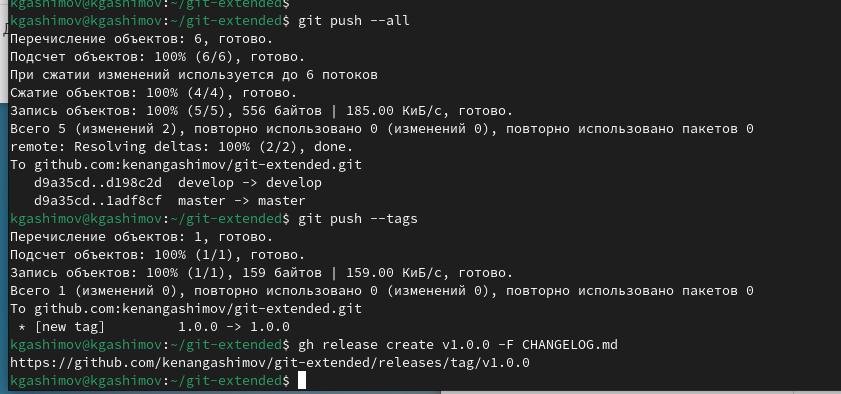 kgashimov@kgashimov:~/git-extended$
kgashimov@kgashimov:~/git-extended$ git push --all
Перечисление объектов: 6, готово.
Подсчет объектов: 100% (6/6), готово.
При сжатии изменений используется до 6 потоков
Сжатие объектов: 100% (4/4), готово.
Запись объектов: 100% (5/5), 556 байтов | 185.00 КиБ/с, готово.
Всего 5 (изменений 2), повторно использовано 0 (изменений 0), повторно использовано пакетов 0
remote: Resolving deltas: 100% (2/2), done.
To github.com:kenangashimov/git-extended.git
   d9a35cd..d198c2d  develop -> develop
   d9a35cd..1adf8cf  master -> master
kgashimov@kgashimov:~/git-extended$ git push --tags
Перечисление объектов: 1, готово.
Подсчет объектов: 100% (1/1), готово.
Запись объектов: 100% (1/1), 159 байтов | 159.00 КиБ/с, готово.
Всего 1 (изменений 0), повторно использовано 0 (изменений 0), повторно использовано пакетов 0
To github.com:kenangashimov/git-extended.git
 * [new tag]         1.0.0 -> 1.0.0
kgashimov@kgashimov:~/git-extended$ gh release create v1.0.0 -F CHANGELOG.md
https://github.com/kenangashimov/git-extended/releases/tag/v1.0.0
kgashimov@kgashimov:~/git-extended$